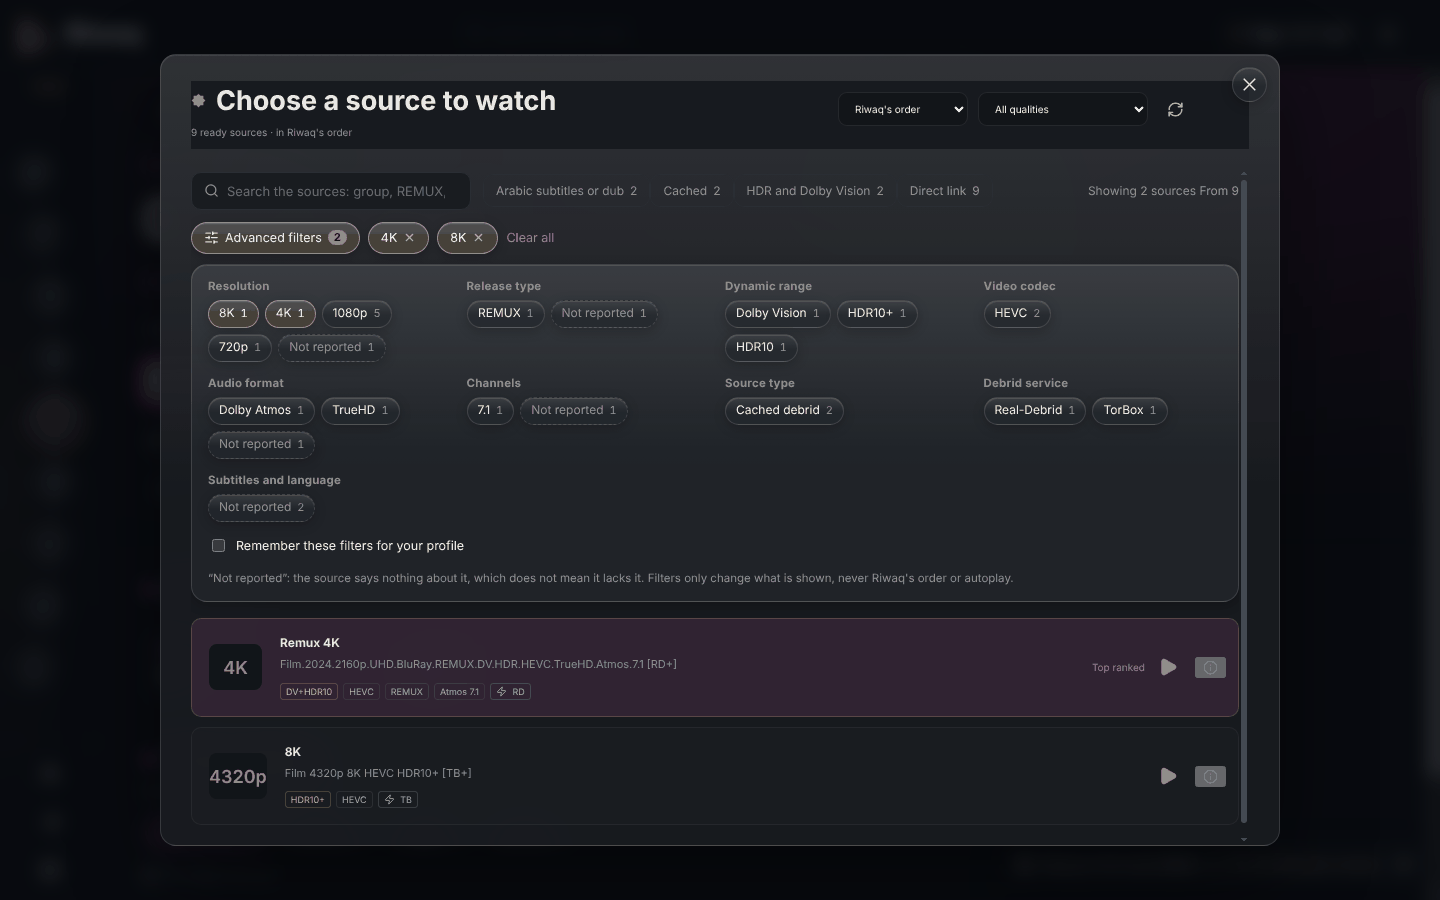 Choose a source to watch
9 ready sources · in Riwaq's order
Riwaq's order
All qualities
Search the sources: group, REMUX,
Arabic subtitles or dub 2
Cached 2
HDR and Dolby Vision 2
Direct link 9
Showing 2 sources From 9
Advanced filters 2
4K ×
8K ×
Clear all
Resolution
8K 1
4K 1
1080p 5
720p 1
Not reported 1
Release type
REMUX 1
Not reported 1
Dynamic range
Dolby Vision 1
HDR10+ 1
HDR10 1
Video codec
HEVC 2
Audio format
Dolby Atmos 1
TrueHD 1
Not reported 1
Channels
7.1 1
Not reported 1
Source type
Cached debrid 2
Debrid service
Real-Debrid 1
TorBox 1
Subtitles and language
Not reported 2
Remember these filters for your profile
“Not reported”: the source says nothing about it, which does not mean it lacks it. Filters only change what is shown, never Riwaq's order or autoplay.
4K
Remux 4K
Film.2024.2160p.UHD.BluRay.REMUX.DV.HDR.HEVC.TrueHD.Atmos.7.1 [RD+]
DV+HDR10
HEVC
REMUX
Atmos 7.1
RD
Top ranked
4320p
8K
Film 4320p 8K HEVC HDR10+ [TB+]
HDR10+
HEVC
TB